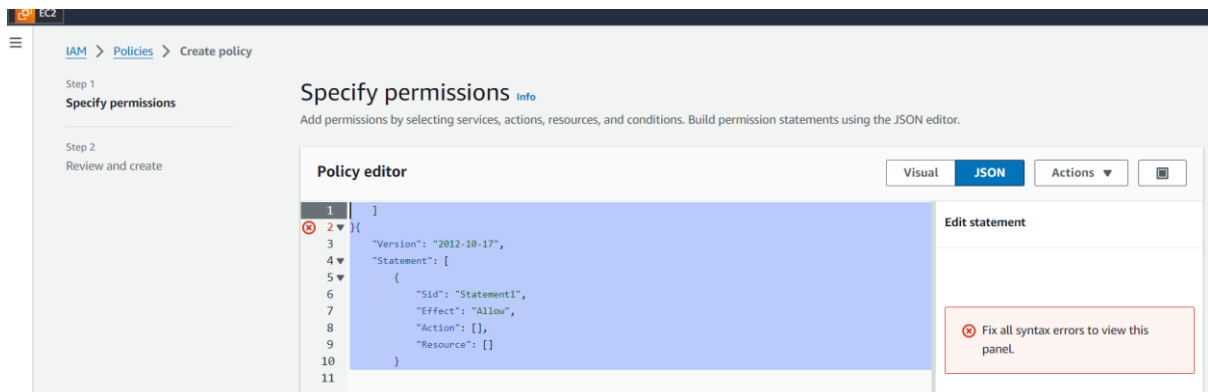 EC2
IAM > Policies > Create policy
Step 1
Specify permissions
Step 2
Review and create
Specify permissions Info
Add permissions by selecting services, actions, resources, and conditions. Build permission statements using the JSON editor.
Policy editor
Visual
JSON
Actions ▼
1 ]
2 }{
3 "Version": "2012-10-17",
4 "Statement": [
5 {
6 "Sid": "Statement1",
7 "Effect": "Allow",
8 "Action": [],
9 "Resource": []
10 }
11
Edit statement
Fix all syntax errors to view this
panel.